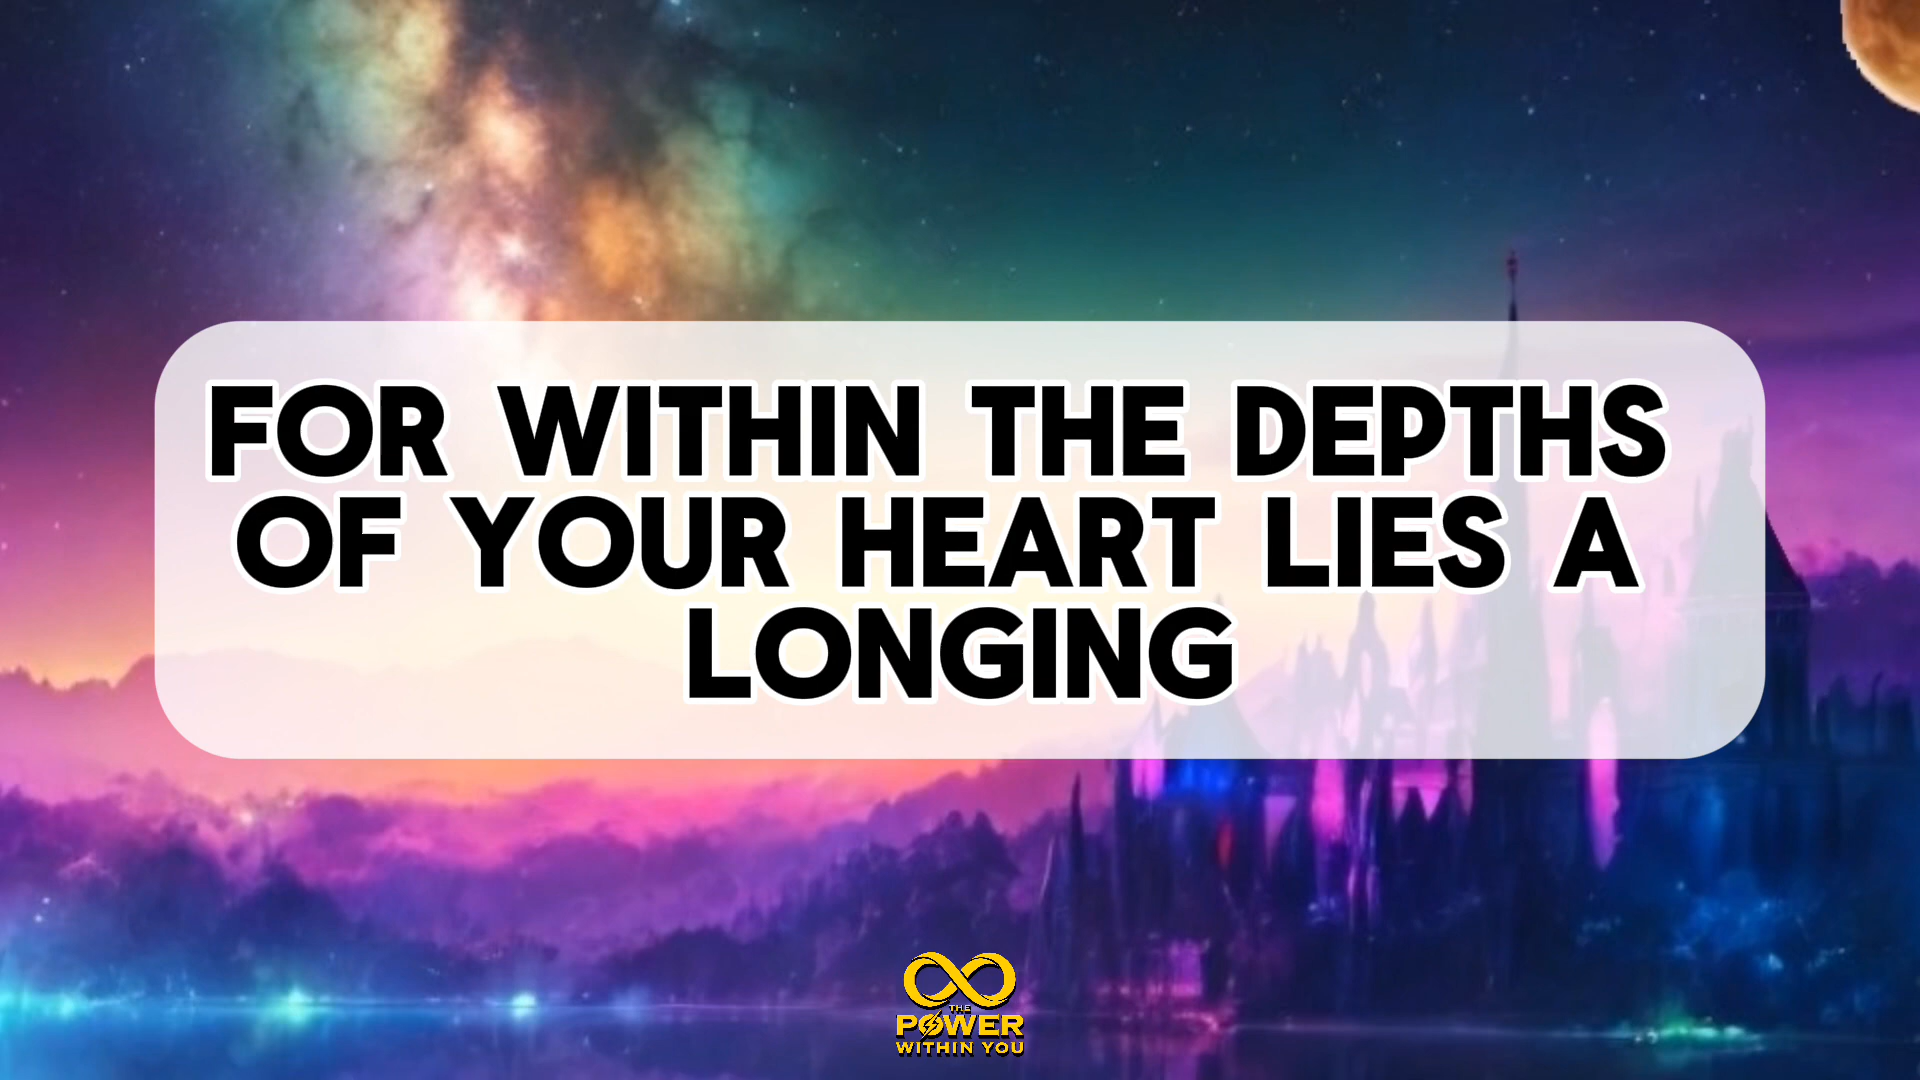 FOR WITHIN THE DEPTHS
OF YOUR HEART LIES A
LONGING
THE
POWER
WITHIN YOU